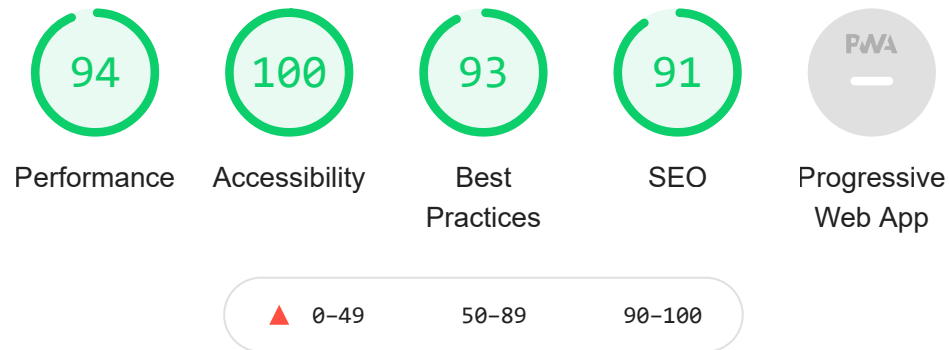 94 100 93 91 PWA
Performance Accessibility Best Practices SEO Progressive Web App
0–49 50–89 90–100